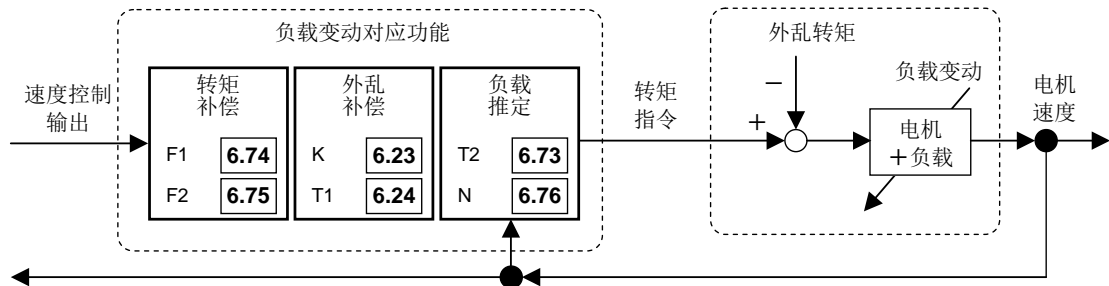 负载变动对应功能
速度控制
输出
转矩
补偿
F1 6.74
F2 6.75
外乱
补偿
K 6.23
T1 6.24
负载
推定
T2 6.73
N 6.76
转矩
指令
外乱转矩
−
+
负载变动
电机
+负载
电机
速度